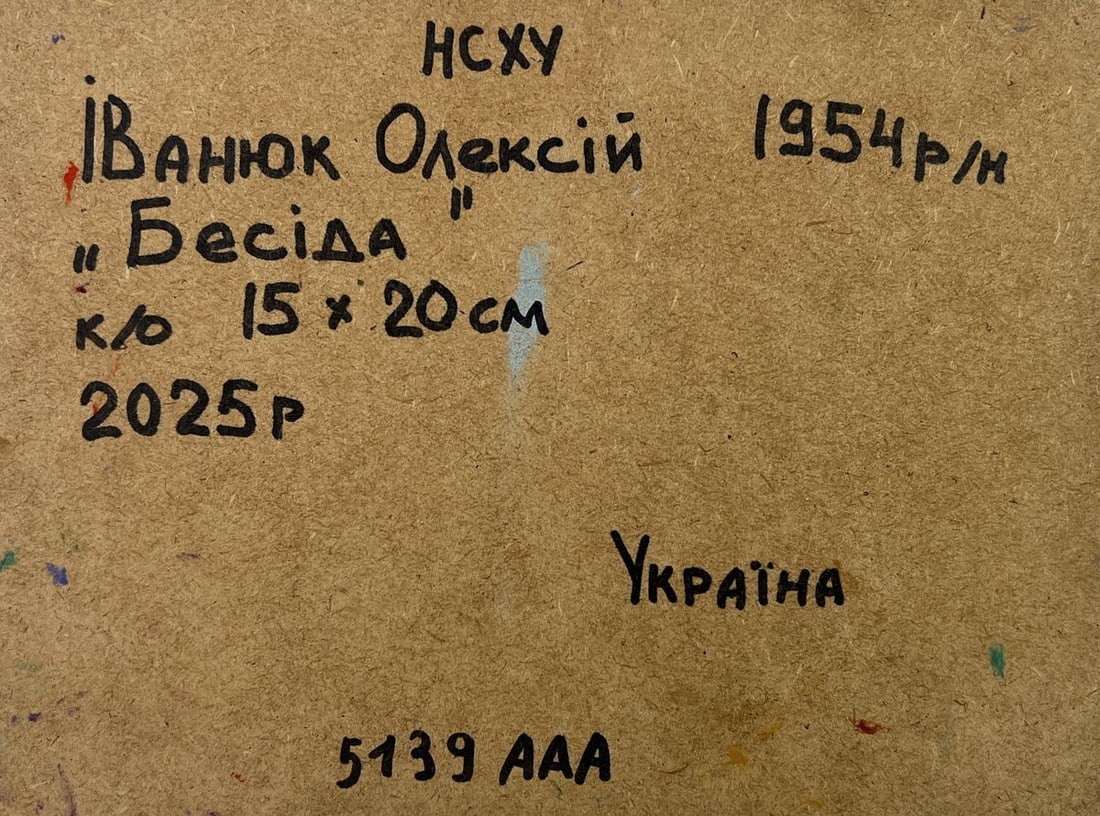 НСХУ
Іванюк Олексій 1954р/н
„Бесіда"
к/о 15 х 20 см
2025р
Україна
5139 ААА